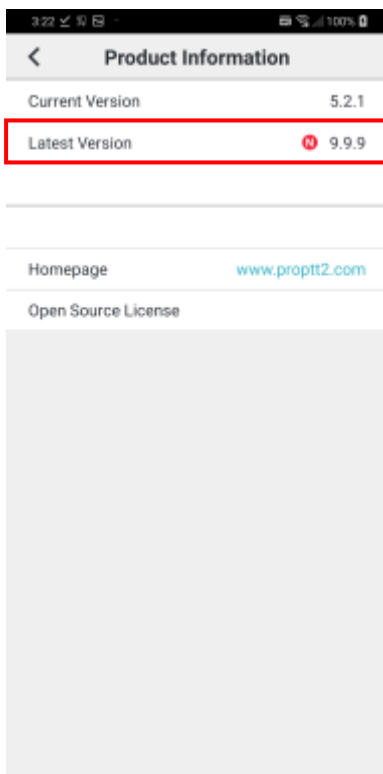 3:22 100%
Product Information
Current Version 5.2.1
Latest Version N 9.9.9
Homepage www.proptt2.com
Open Source License